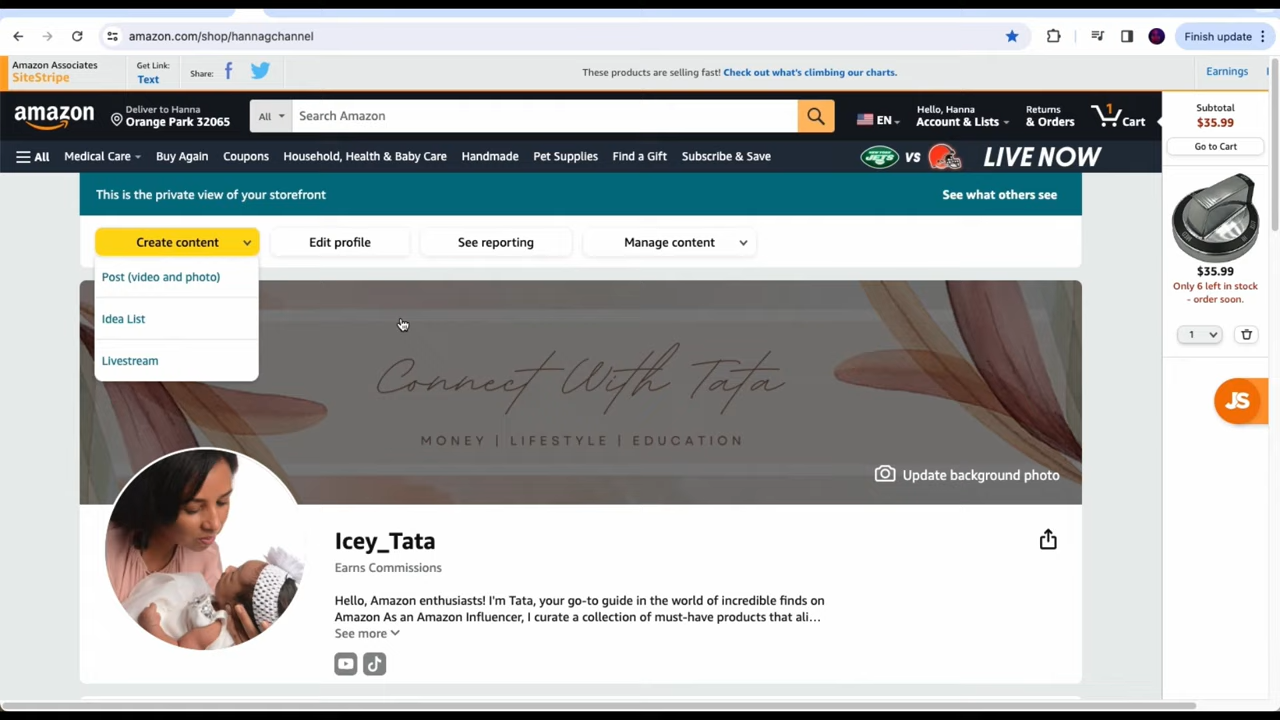 amazon.com/shop/hannagchannel
Finish update
Amazon Associates
SiteStripe
Get Link:
Text
Share:
These products are selling fast! Check out what's climbing our charts.
Earnings
amazon
Deliver to Hanna
Orange Park 32065
All
Search Amazon
EN
Hello, Hanna
Account & Lists
Returns
& Orders
1
Cart
Subtotal
$35.99
Go to Cart
All
Medical Care
Buy Again
Coupons
Household, Health & Baby Care
Handmade
Pet Supplies
Find a Gift
Subscribe & Save
JETS
VS
LIVE NOW
This is the private view of your storefront
See what others see
Create content
Edit profile
See reporting
Manage content
Post (video and photo)
Idea List
Livestream
Connect With Tata
MONEY | LIFESTYLE | EDUCATION
Update background photo
$35.99
Only 6 left in stock
- order soon.
1
JS
Icey_Tata
Earns Commissions
Hello, Amazon enthusiasts! I'm Tata, your go-to guide in the world of incredible finds on
Amazon As an Amazon Influencer, I curate a collection of must-have products that ali...
See more